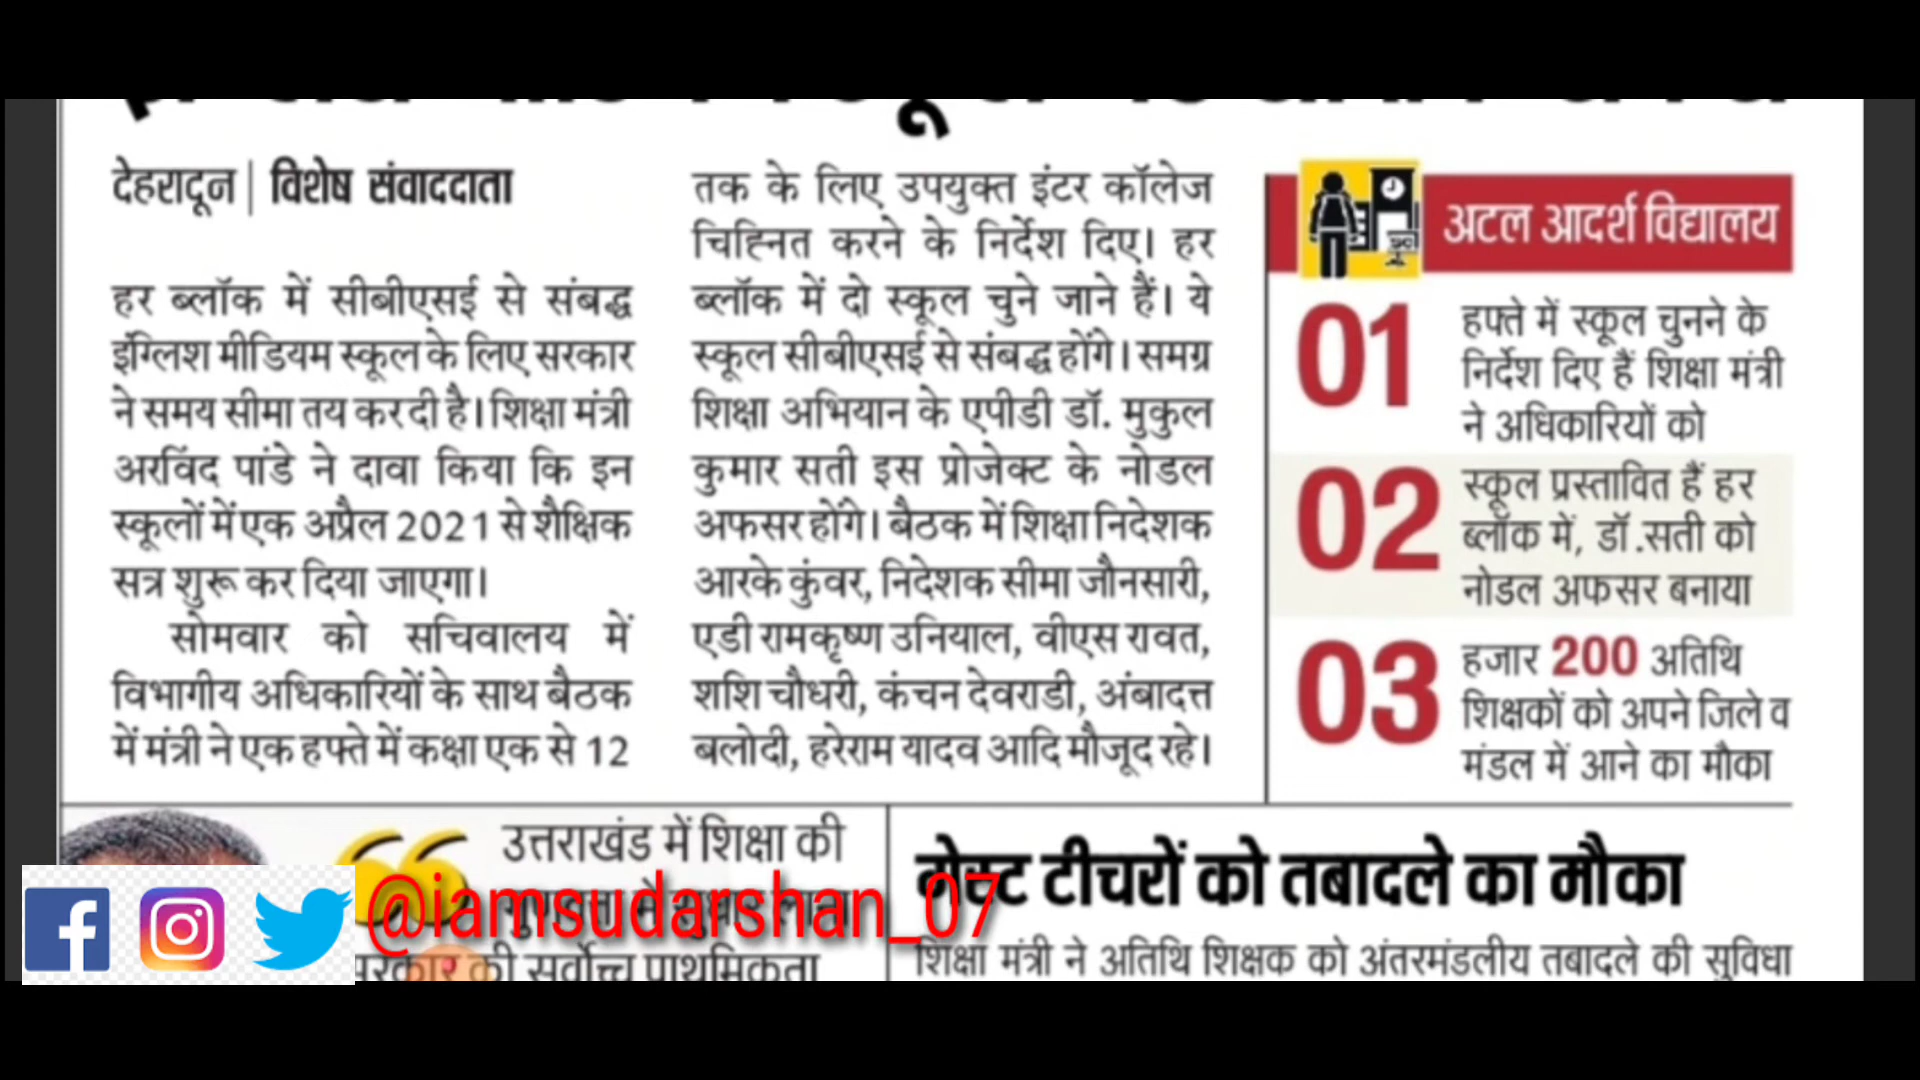 देहरादून | विशेष संवाददाता
हर ब्लॉक में सीबीएसई से संबद्ध
इंग्लिश मीडियम स्कूल के लिए सरकार
ने समय सीमा तय कर दी है। शिक्षा मंत्री
अरविंद पांडे ने दावा किया कि इन
स्कूलों में एक अप्रैल 2021 से शैक्षिक
सत्र शुरू कर दिया जाएगा।
सोमवार को सचिवालय में
विभागीय अधिकारियों के साथ बैठक
में मंत्री ने एक हफ्ते में कक्षा एक से 12
तक के लिए उपयुक्त इंटर कॉलेज
चिह्नित करने के निर्देश दिए। हर
ब्लॉक में दो स्कूल चुने जाने हैं। ये
स्कूल सीबीएसई से संबद्ध होंगे। समग्र
शिक्षा अभियान के एपीडी डॉ. मुकुल
कुमार सती इस प्रोजेक्ट के नोडल
अफसर होंगे। बैठक में शिक्षा निदेशक
आरके कुंवर, निदेशक सीमा जौनसारी,
एडी रामकृष्ण उनियाल, वीएस रावत,
शशि चौधरी, कंचन देवराडी, अंबादत्त
बलोदी, हरेराम यादव आदि मौजूद रहे।
अटल आदर्श विद्यालय
01 हफ्ते में स्कूल चुनने के
निर्देश दिए हैं शिक्षा मंत्री
ने अधिकारियों को
02 स्कूल प्रस्तावित हैं हर
ब्लॉक में, डॉ.सती को
नोडल अफसर बनाया
03 हजार 200 अतिथि
शिक्षकों को अपने जिले व
मंडल में आने का मौका
उत्तराखंड में शिक्षा की
सरकार की सर्वोच्च प्राथमिकता
@iamsudarshan_07
गेस्ट टीचरों को तबादले का मौका
शिक्षा मंत्री ने अतिथि शिक्षक को अंतरमंडलीय तबादले की सुविधा